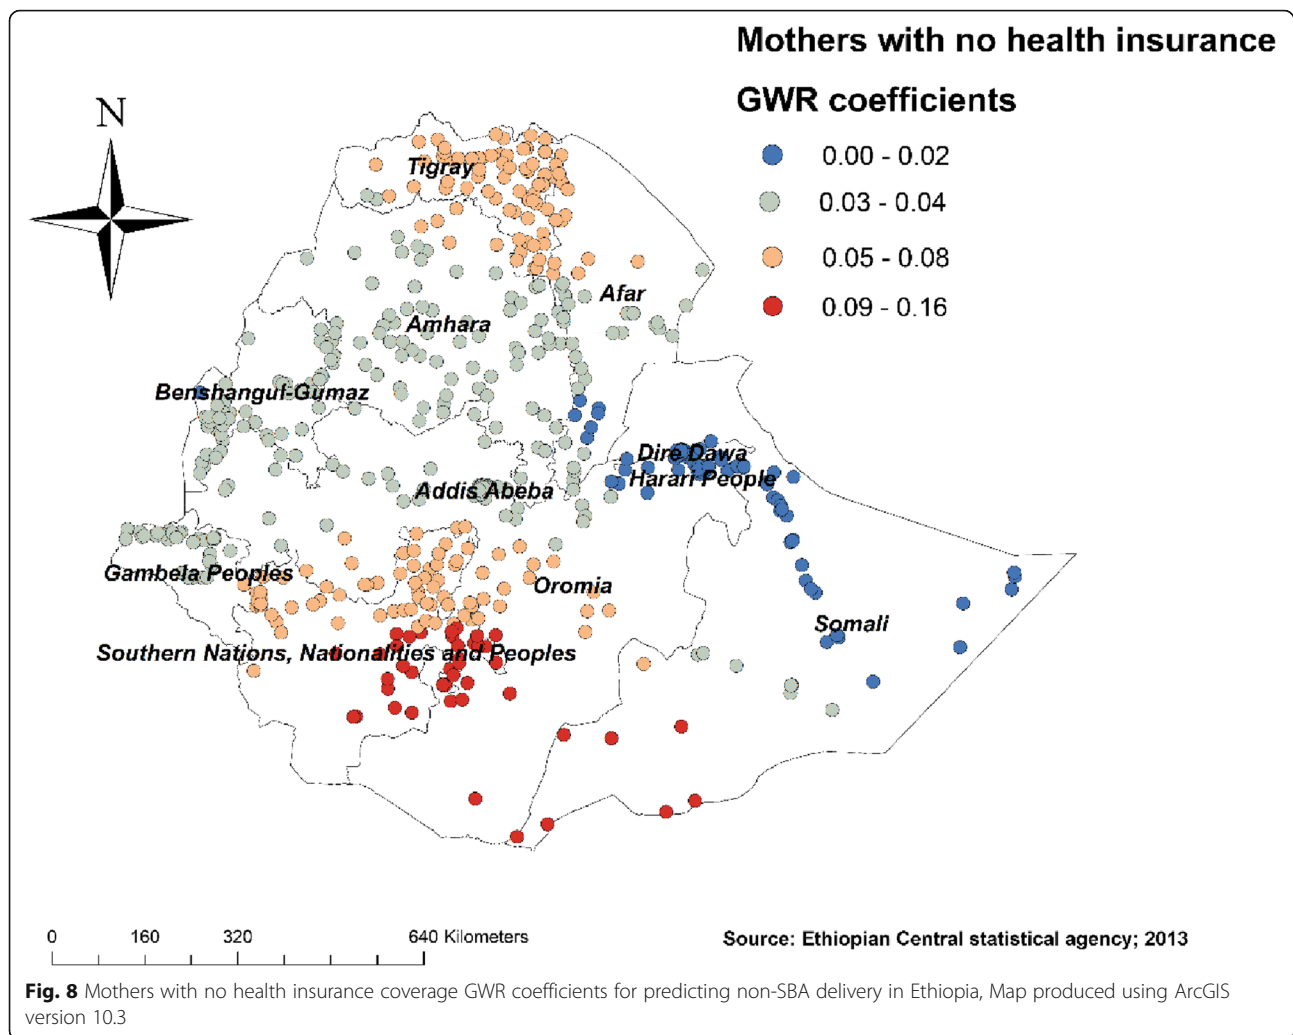 Mothers with no health insurance
GWR coefficients
0.00 - 0.02
0.03 - 0.04
0.05 - 0.08
0.09 - 0.16
N
Tigray
Afar
Amhara
Benshangul-Gumaz
Dire Dawa
Harari People
Addis Abeba
Gambela Peoples
Oromia
Somali
Southern Nations, Nationalities and Peoples
0 160 320 640 Kilometers
Source: Ethiopian Central statistical agency; 2013
Fig. 8 Mothers with no health insurance coverage GWR coefficients for predicting non-SBA delivery in Ethiopia, Map produced using ArcGIS
version 10.3